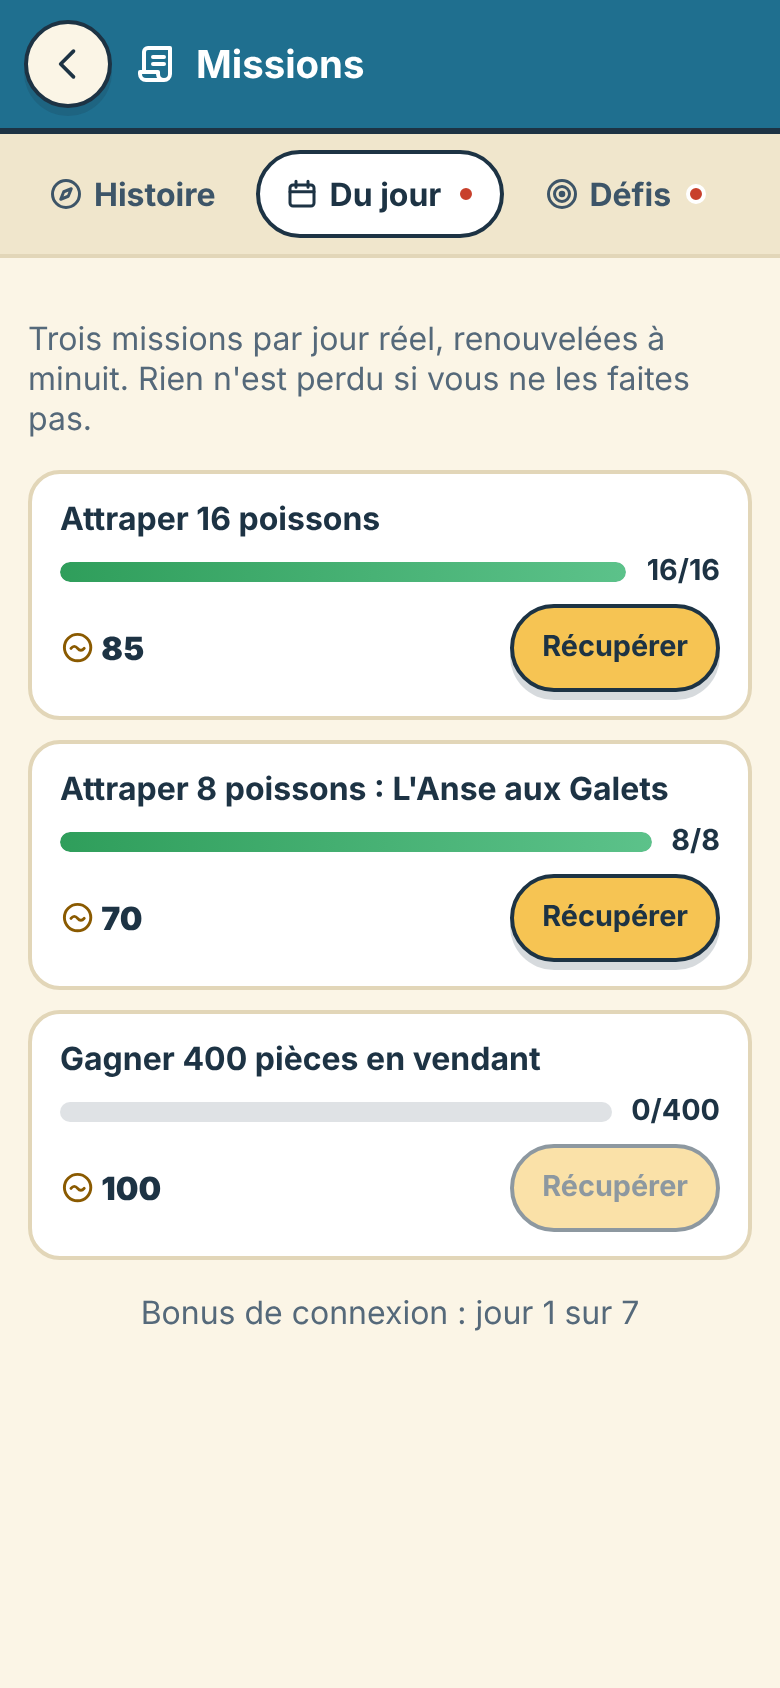 Missions
Histoire
Du jour
Défis
Trois missions par jour réel, renouvelées à
minuit. Rien n'est perdu si vous ne les faites
pas.
Attraper 16 poissons
16/16
85
Récupérer
Attraper 8 poissons : L'Anse aux Galets
8/8
70
Récupérer
Gagner 400 pièces en vendant
0/400
100
Récupérer
Bonus de connexion : jour 1 sur 7